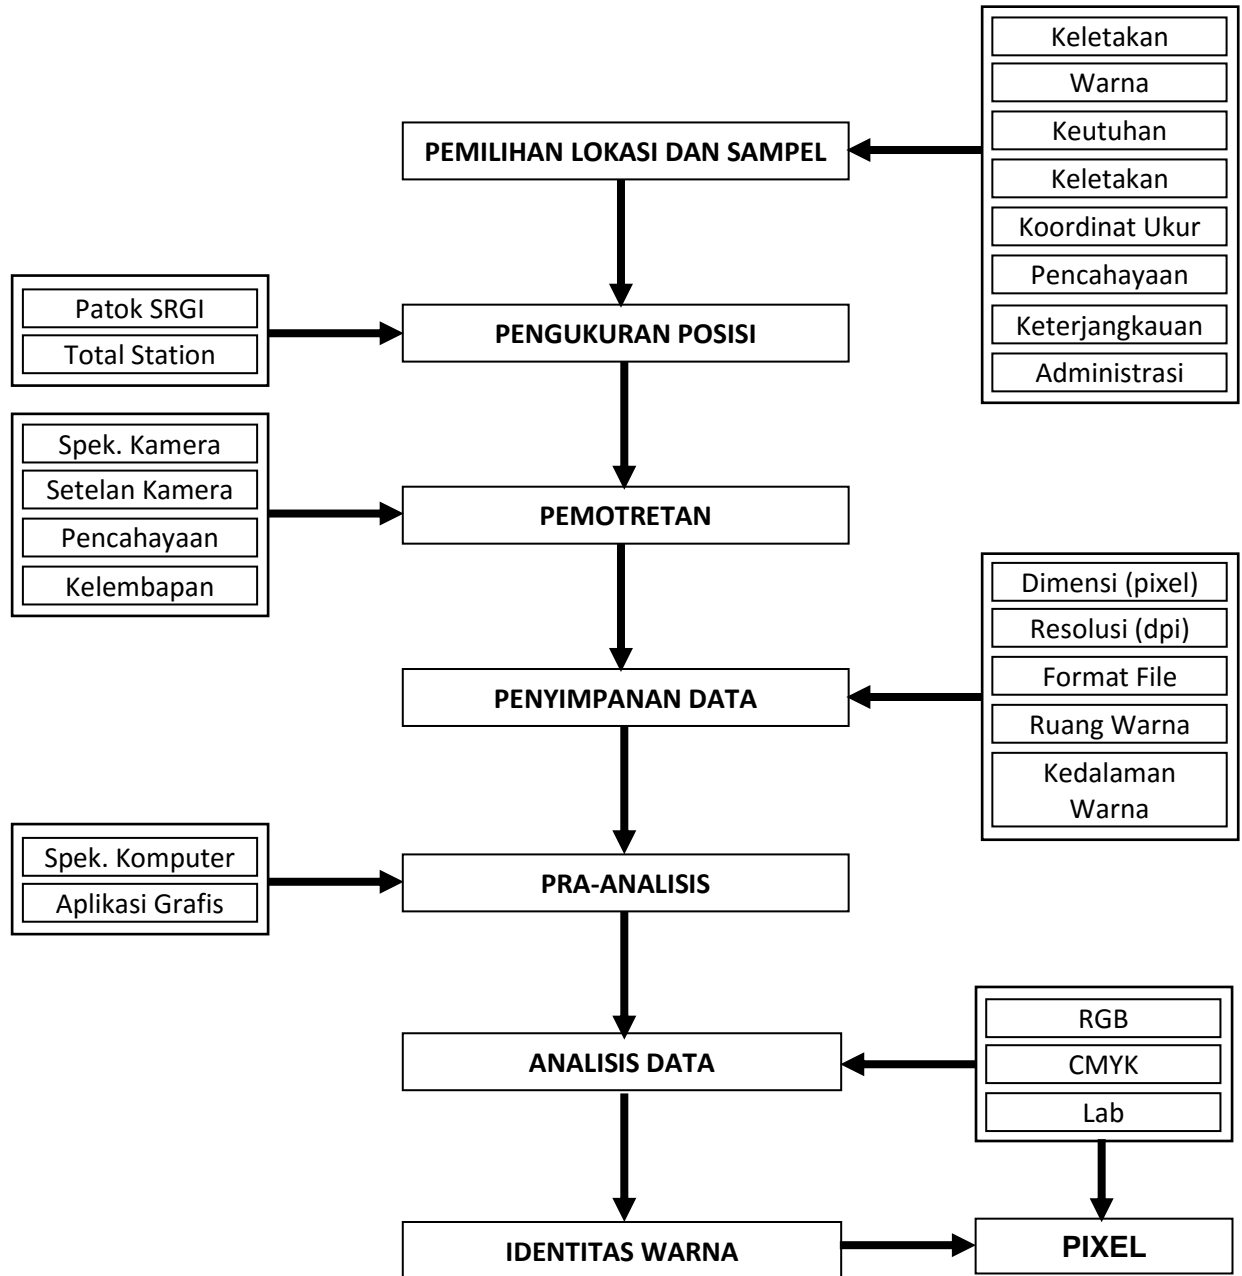 Keletakan
Warna
Keutuhan
Keletakan
Koordinat Ukur
Pencahayaan
Keterjangkauan
Administrasi
PEMILIHAN LOKASI DAN SAMPEL
Patok SRGI
Total Station
PENGUKURAN POSISI
Spek. Kamera
Setelan Kamera
Pencahayaan
Kelembapan
PEMOTRETAN
Dimensi (pixel)
Resolusi (dpi)
Format File
Ruang Warna
Kedalaman
Warna
PENYIMPANAN DATA
Spek. Komputer
Aplikasi Grafis
PRA-ANALISIS
RGB
CMYK
Lab
ANALISIS DATA
IDENTITAS WARNA
PIXEL